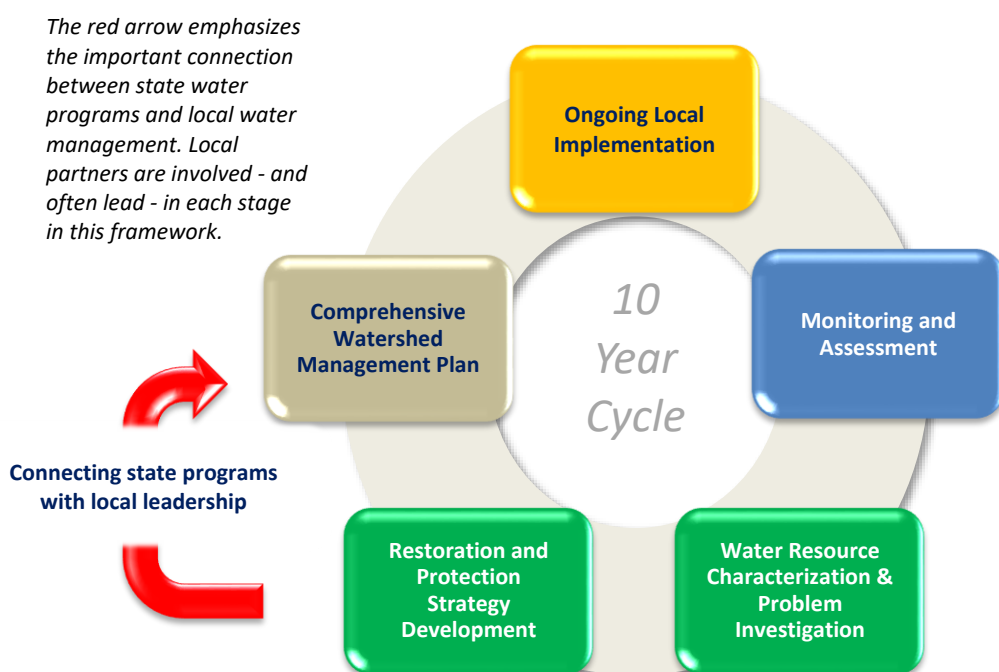 The red arrow emphasizes
the important connection
between state water
programs and local water
management. Local
partners are involved - and
often lead - in each stage
in this framework.
Ongoing Local
Implementation
Comprehensive
Watershed
Management Plan
10
Year
Cycle
Monitoring and
Assessment
Connecting state programs
with local leadership
Restoration and
Protection
Strategy
Development
Water Resource
Characterization &
Problem
Investigation